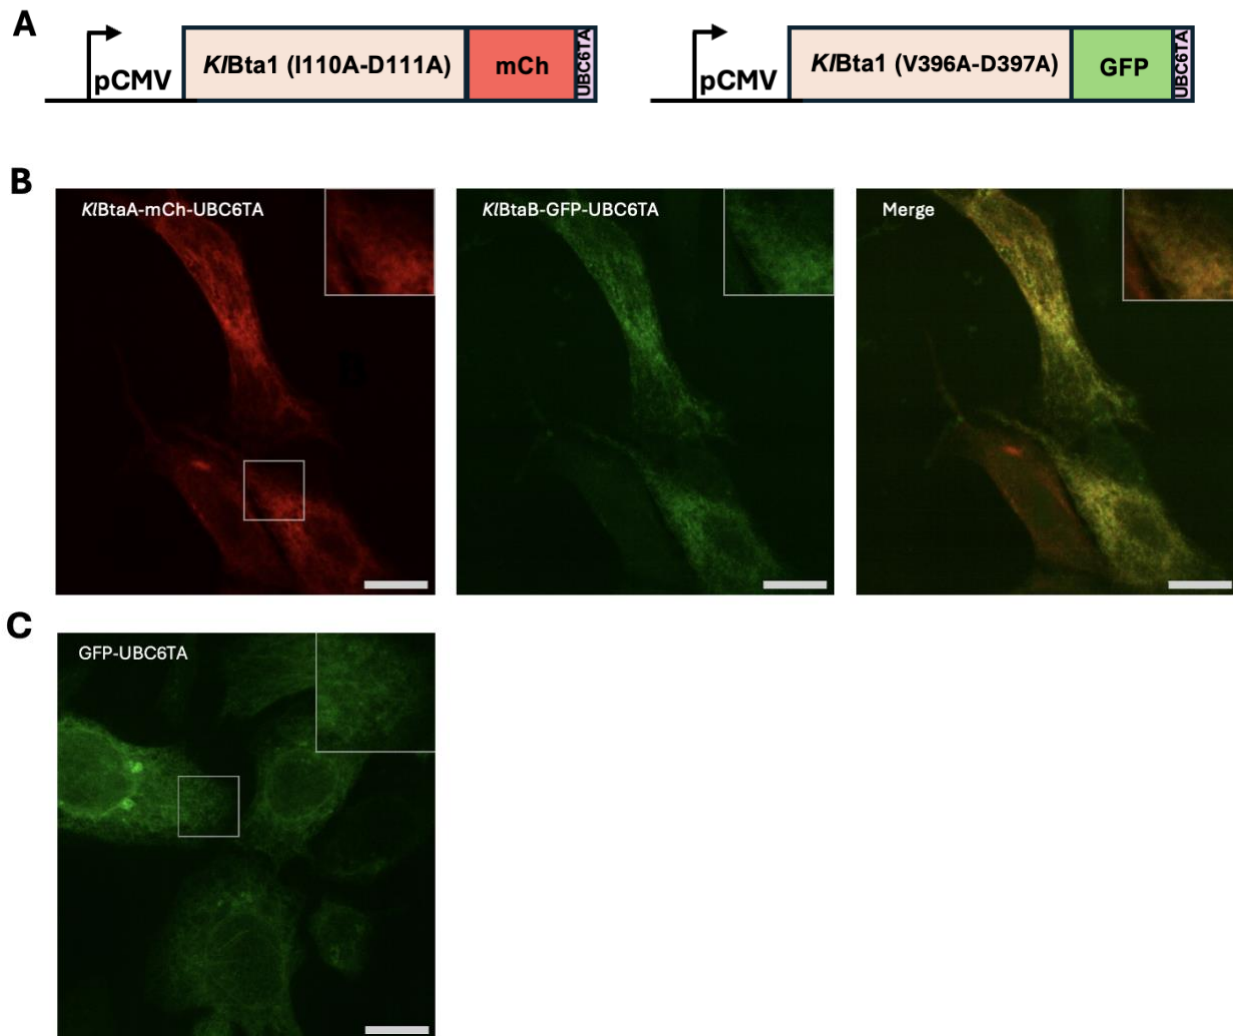 A
pCMV
KlBta1 (I110A-D111A)
mCh
UBC6TA
pCMV
KlBta1 (V396A-D397A)
GFP
UBC6TA
B
KlBtaA-mCh-UBC6TA
KlBtaB-GFP-UBC6TA
Merge
C
GFP-UBC6TA